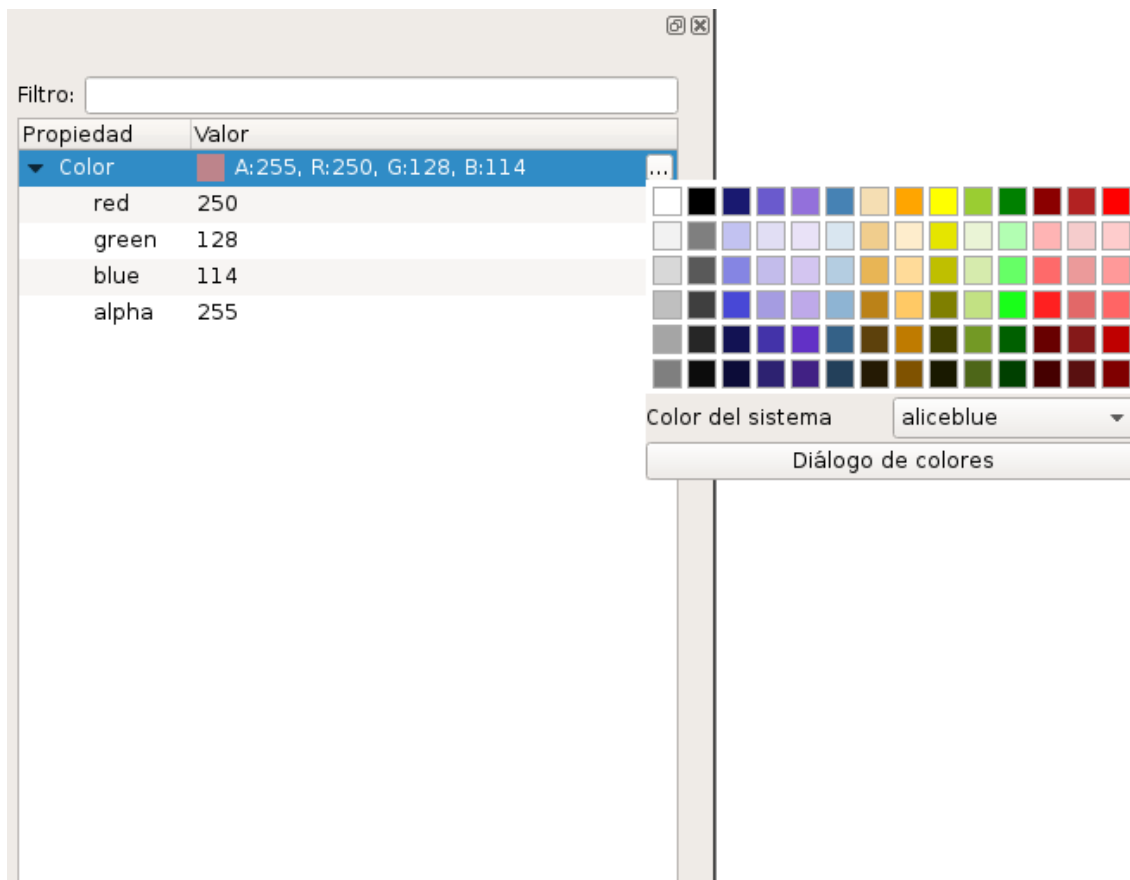 Filtro:
Propiedad Valor
Color A:255, R:250, G:128, B:114 ...
red 250
green 128
blue 114
alpha 255
Color del sistema aliceblue
Diálogo de colores